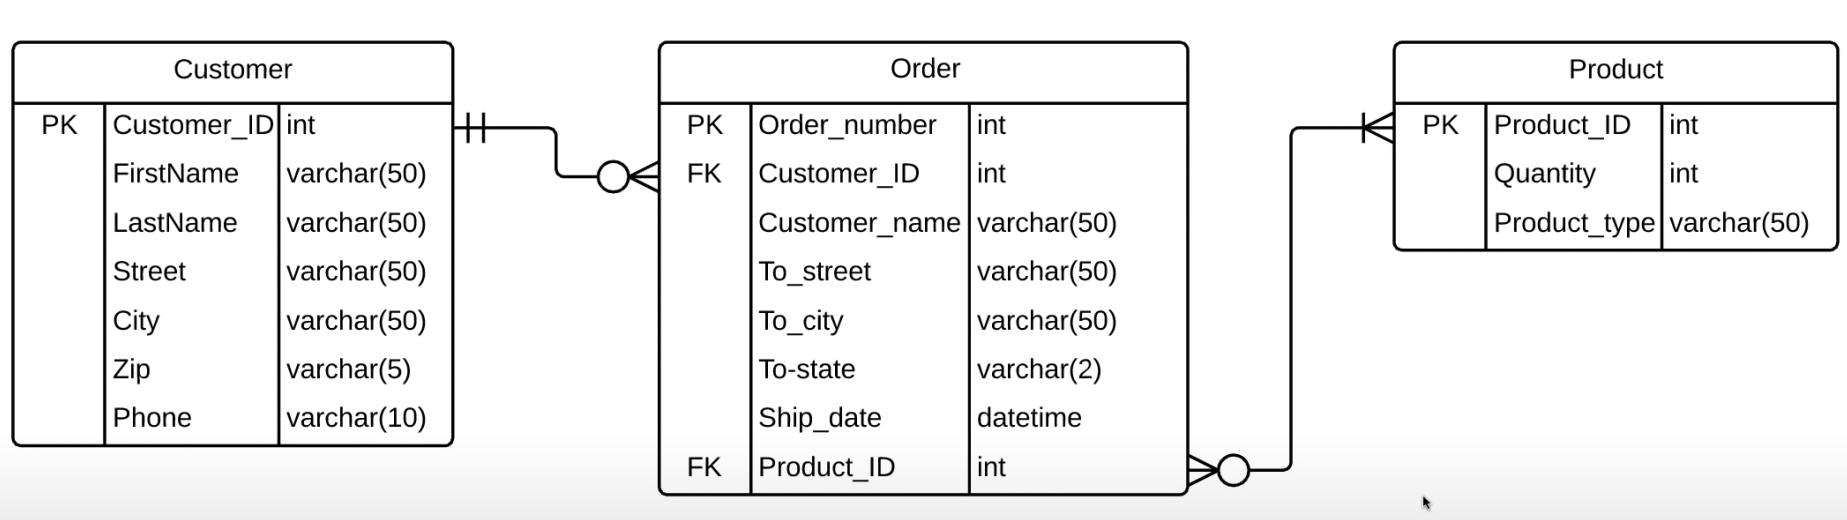 Customer
PK Customer_ID int
FirstName varchar(50)
LastName varchar(50)
Street varchar(50)
City varchar(50)
Zip varchar(5)
Phone varchar(10)
Order
PK Order_number int
FK Customer_ID int
Customer_name varchar(50)
To_street varchar(50)
To_city varchar(50)
To-state varchar(2)
Ship_date datetime
FK Product_ID int
Product
PK Product_ID int
Quantity int
Product_type varchar(50)